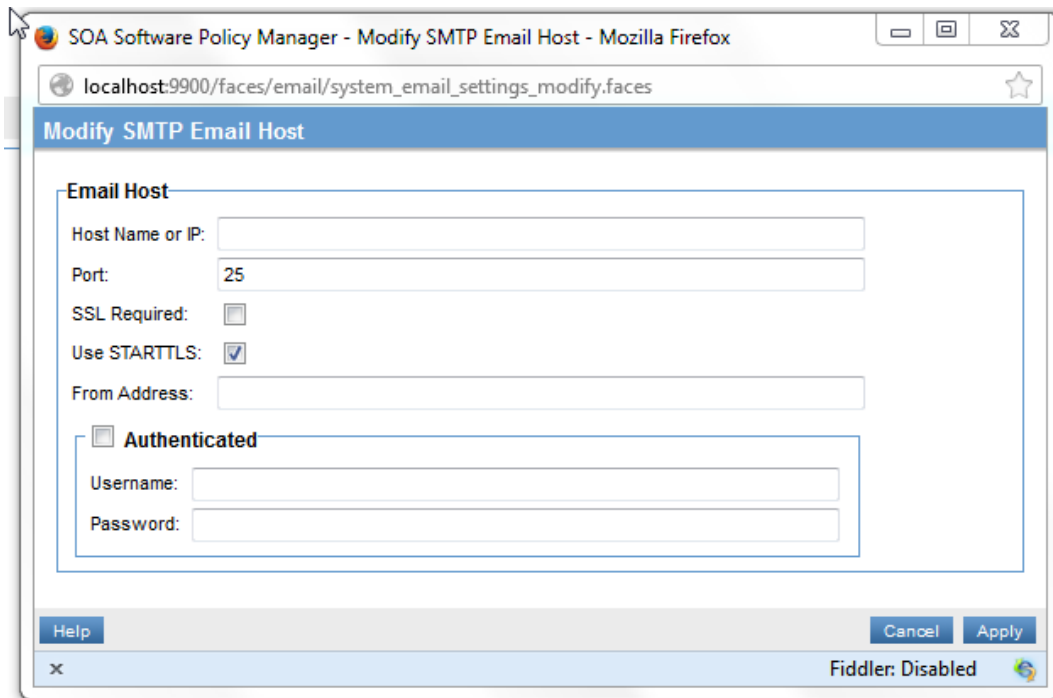 SOA Software Policy Manager - Modify SMTP Email Host - Mozilla Firefox
localhost:9900/faces/email/system_email_settings_modify.faces
Modify SMTP Email Host
Email Host
Host Name or IP:
Port: 25
SSL Required:
Use STARTTLS:
From Address:
Authenticated
Username:
Password:
Help Cancel Apply
x Fiddler: Disabled